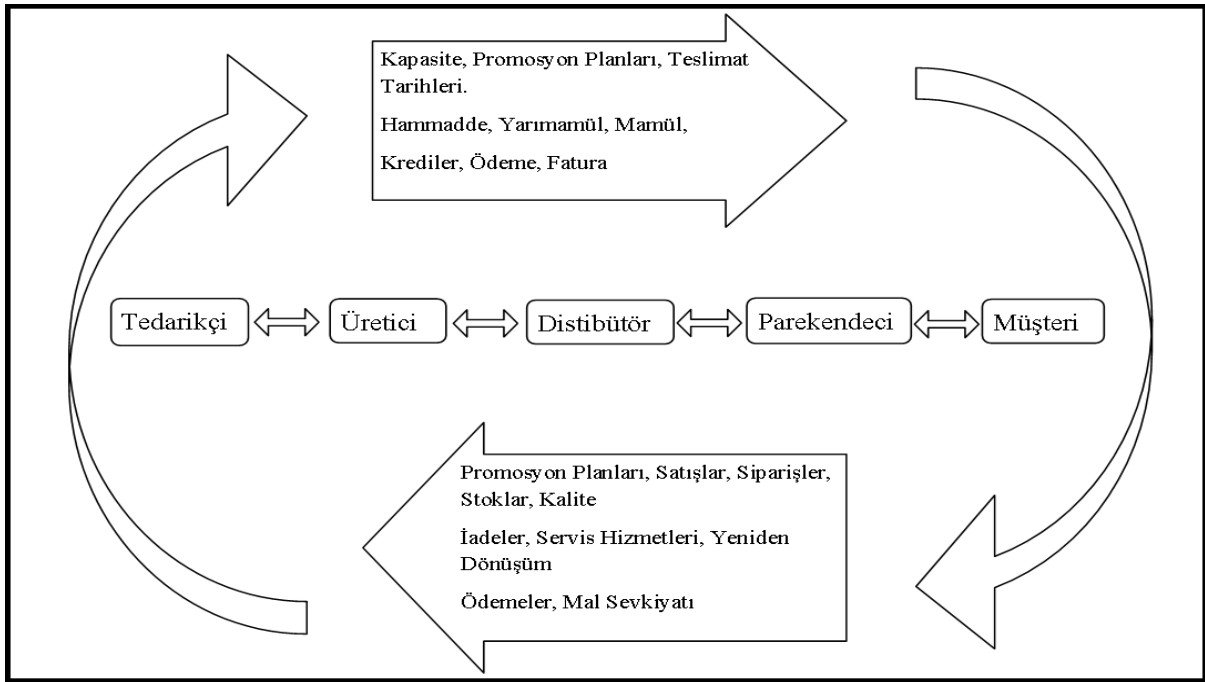 Kapasite, Promosyon Planları, Teslimat
Tarihleri.
Hammadde, Yarımamül, Mamül,
Krediler, Ödeme, Fatura
Tedarikçi
Üretici
Distibütör
Parekendeci
Müşteri
Promosyon Planları, Satışlar, Siparişler,
Stoklar, Kalite
İadeler, Servis Hizmetleri, Yeniden
Dönüşüm
Ödemeler, Mal Sevkiyatı